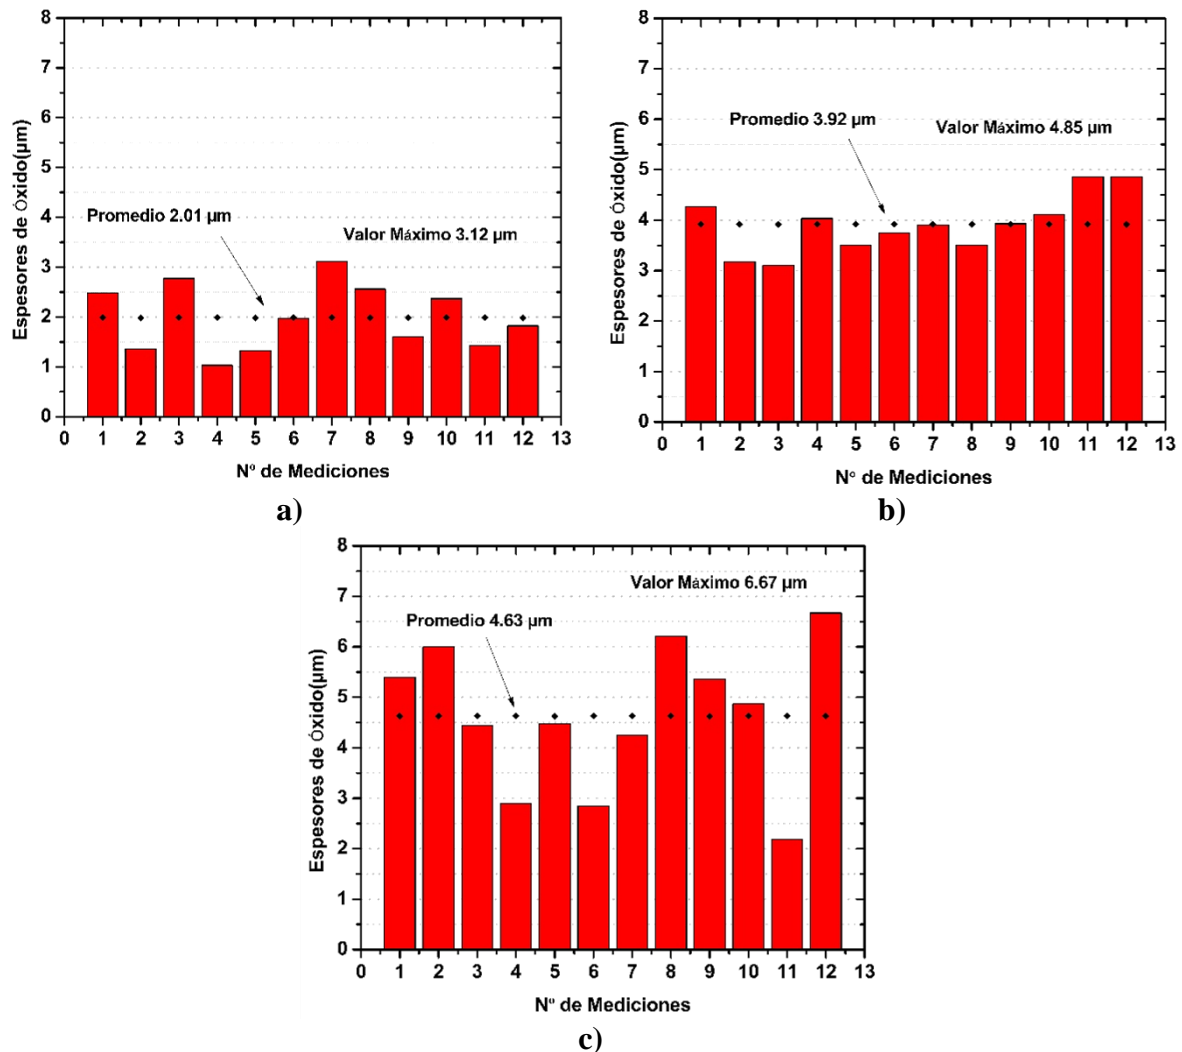 8
7
6
5
4
3
2
1
0
Espesores de Óxido(µm)
Promedio 2.01 µm
Valor Máximo 3.12 µm
0 1 2 3 4 5 6 7 8 9 10 11 12 13
Nº de Mediciones
a)
8
7
6
5
4
3
2
1
0
Espesores de Óxido(µm)
Promedio 3.92 µm
Valor Máximo 4.85 µm
0 1 2 3 4 5 6 7 8 9 10 11 12 13
Nº de Mediciones
b)
8
7
6
5
4
3
2
1
0
Espesores de Óxido(µm)
Valor Máximo 6.67 µm
Promedio 4.63 µm
0 1 2 3 4 5 6 7 8 9 10 11 12 13
Nº de Mediciones
c)